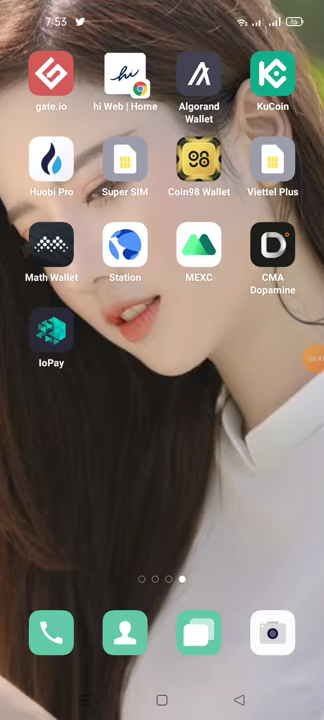 7:53
56
gate.io
hi Web | Home
Algorand Wallet
KuCoin
Huobi Pro
Super SIM
Coin98 Wallet
Viettel Plus
Math Wallet
Station
MEXC
CMA Dopamine
IoPay